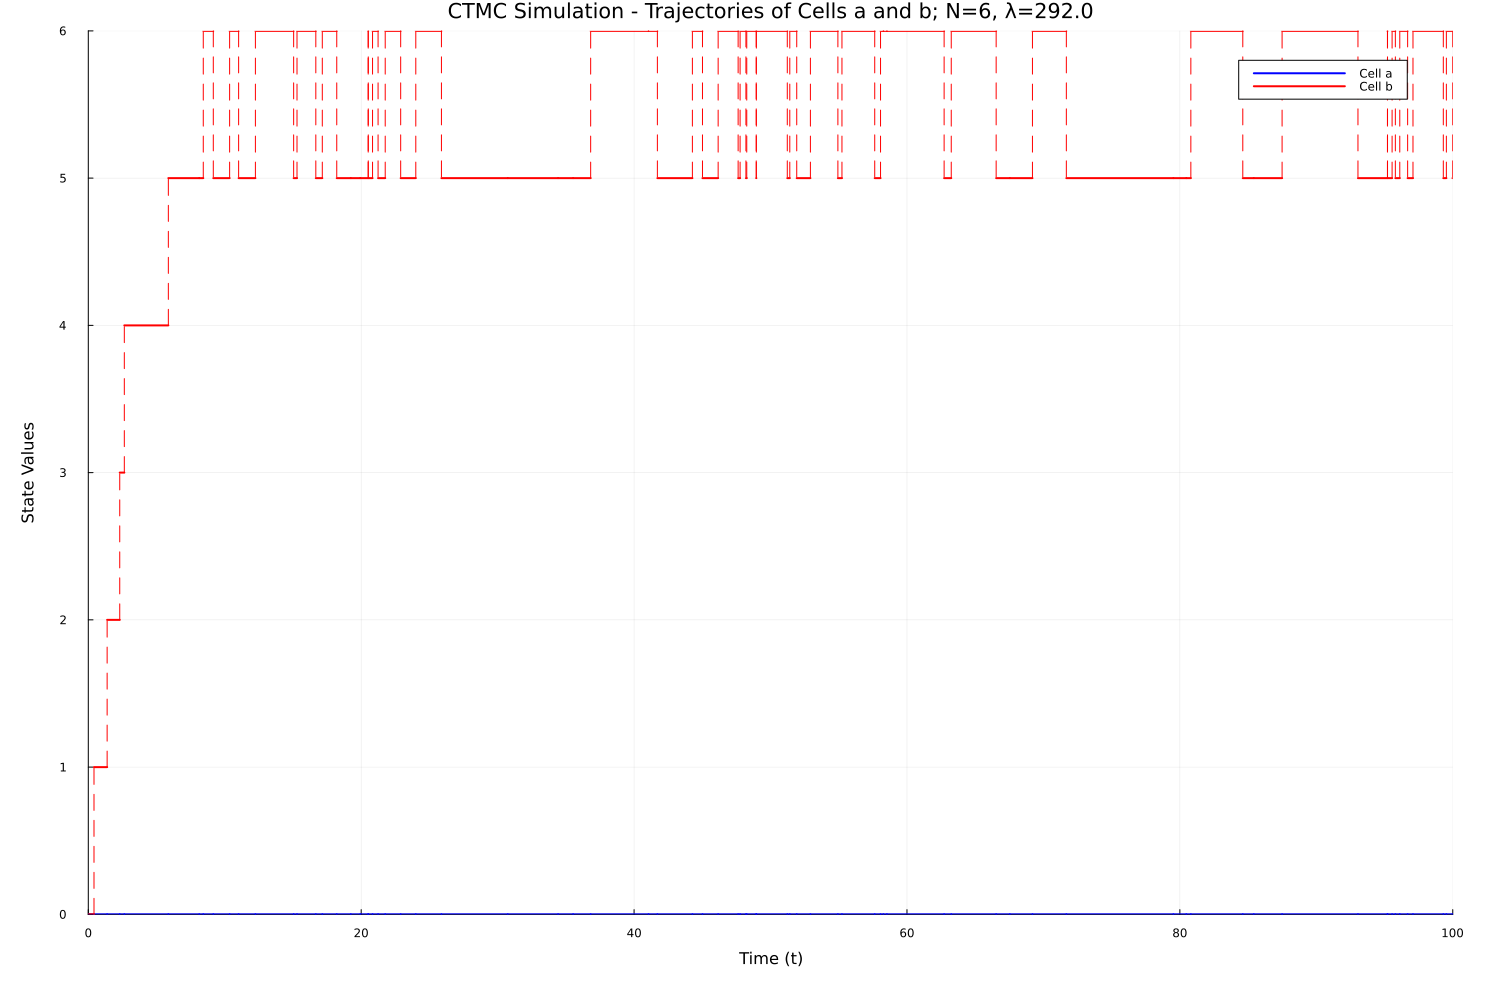 CTMC Simulation - Trajectories of Cells a and b; N=6, λ=292.0
6
Cell a
Cell b
5
4
State Values
3
2
1
0
0 20 40 60 80 100
Time (t)